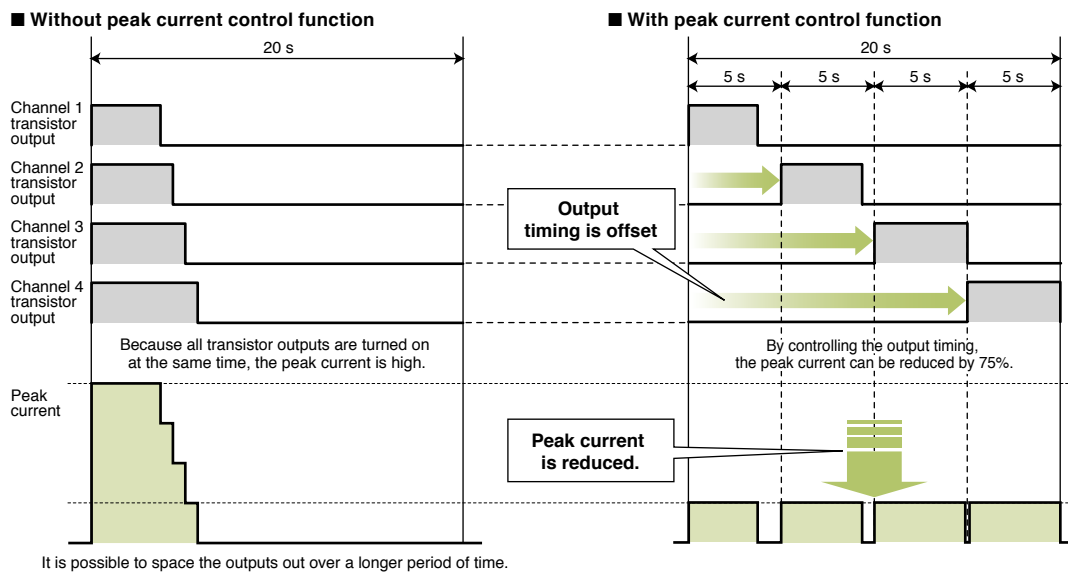 ■ Without peak current control function
20 s
Channel 1
transistor
output
Channel 2
transistor
output
Channel 3
transistor
output
Channel 4
transistor
output
Because all transistor outputs are turned on
at the same time, the peak current is high.
Peak
current
It is possible to space the outputs out over a longer period of time.
■ With peak current control function
20 s
5 s
5 s
5 s
5 s
Output
timing is offset
By controlling the output timing,
the peak current can be reduced by 75%.
Peak current
is reduced.